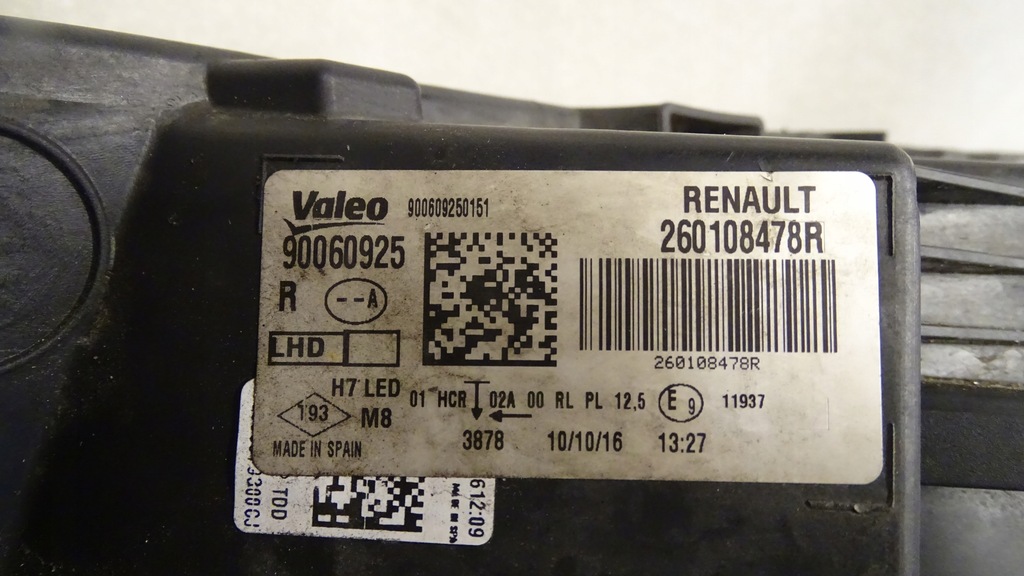 Valeo 900609250151
90060925
R --A
LHD
H7 LED
193 M8
MADE IN SPAIN
RENAULT
260108478R
260108478R
01 HCR 02A 00 RL PL 12,5 E9 11937
3878 10/10/16 13:27
TDD
612:09